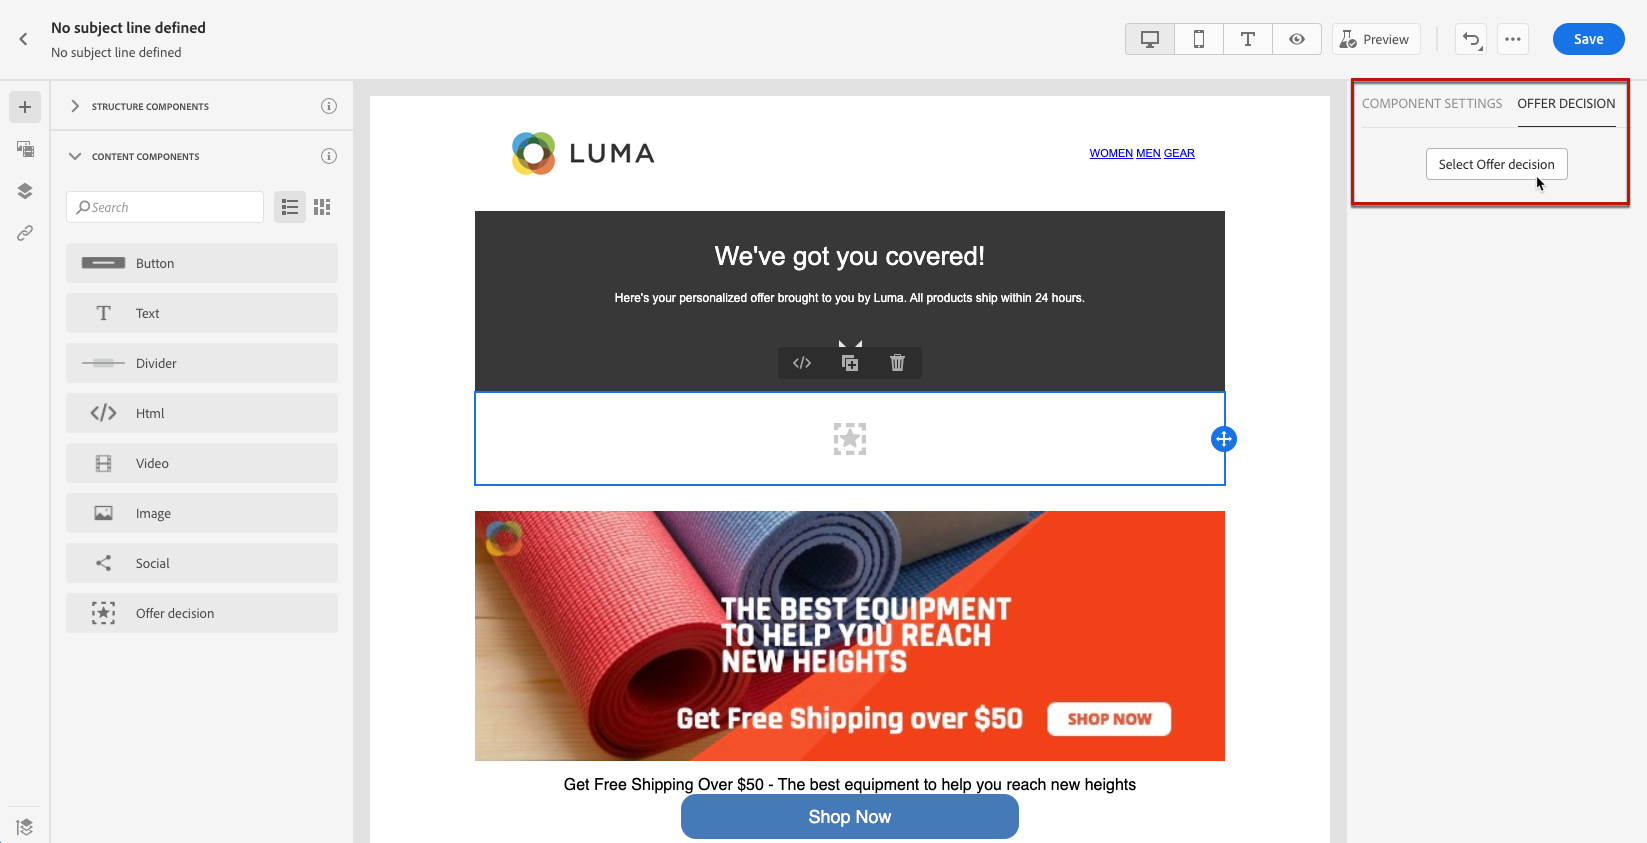 No subject line defined
No subject line defined
Preview
Save
STRUCTURE COMPONENTS
CONTENT COMPONENTS
Search
Button
Text
Divider
Html
Video
Image
Social
Offer decision
LUMA
WOMEN MEN GEAR
We've got you covered!
Here's your personalized offer brought to you by Luma. All products ship within 24 hours.
THE BEST EQUIPMENT
TO HELP YOU REACH
NEW HEIGHTS
Get Free Shipping over $50
SHOP NOW
Get Free Shipping Over $50 - The best equipment to help you reach new heights
Shop Now
COMPONENT SETTINGS
OFFER DECISION
Select Offer decision